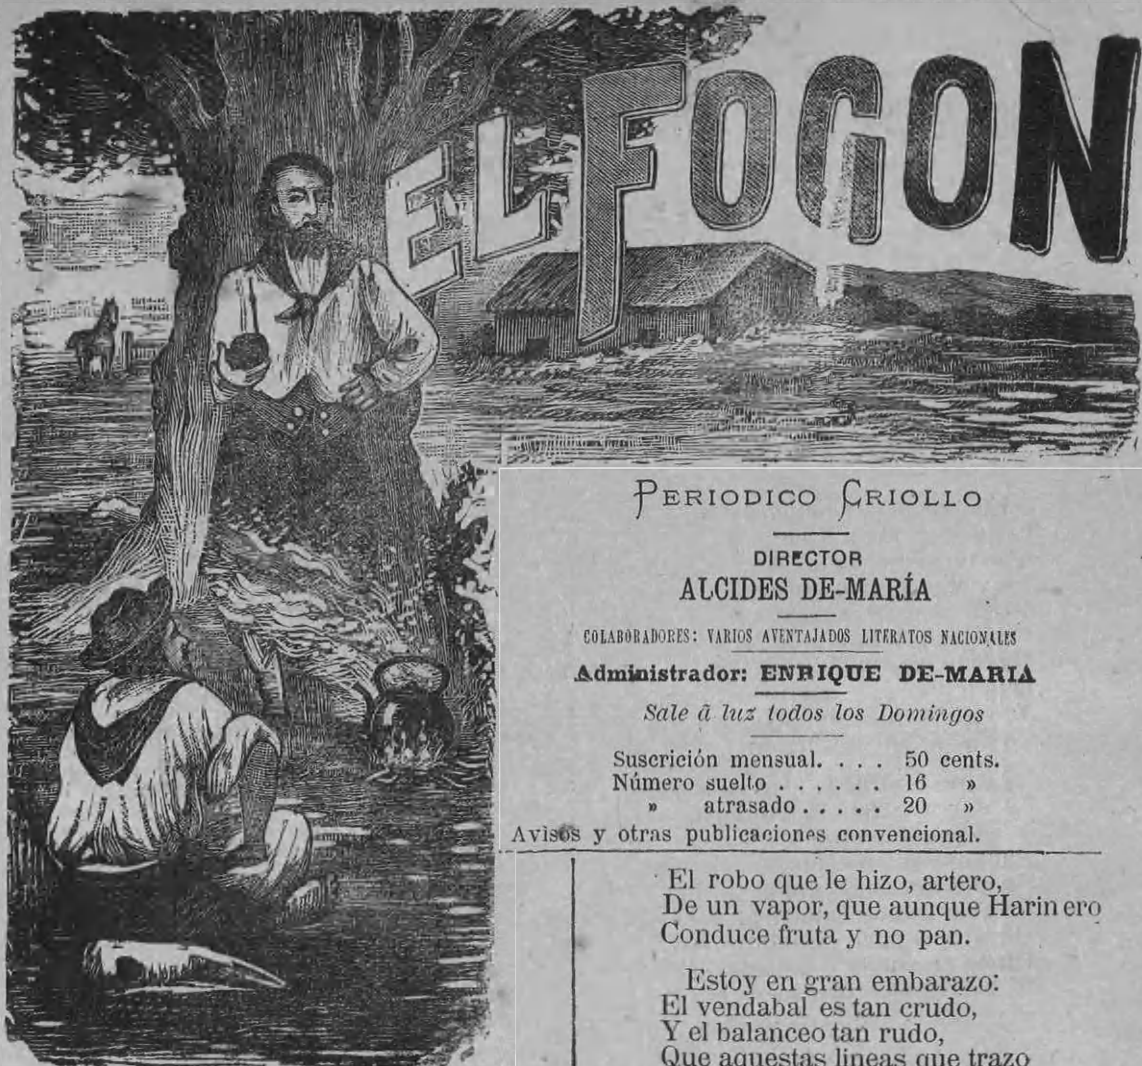 EL FOGON
PERIODICO CRIOLLO
DIRECTOR
ALCIDES DE-MARÍA
COLABORADORES: VARIOS AVENTAJADOS LITERATOS NACIONALES
Administrador: ENRIQUE DE-MARIA
Sale á luz todos los Domingos
Suscrición mensual. . . . 50 cents.
Número suelto . . . . . . 16 »
» atrasado . . . . . 20 »
Avisos y otras publicaciones convencional.
El robo que le hizo, artero,
De un vapor, que aunque Harinero
Conduce fruta y no pan.
Estoy en gran embarazo:
El vendabal es tan crudo,
Y el balanceo tan rudo,
Que aquestas lineas que trazo